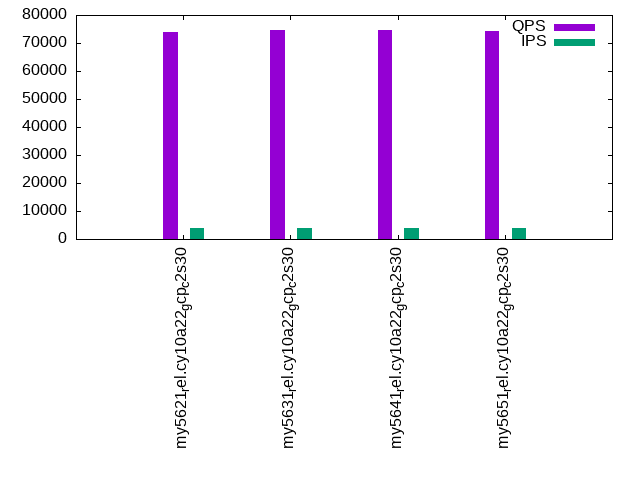 80000
70000
60000
50000
40000
30000
20000
10000
0
QPS
IPS
my5621rel.cy10a22gcpc2s30
my5631rel.cy10a22gcpc2s30
my5641rel.cy10a22gcpc2s30
my5651rel.cy10a22gcpc2s30